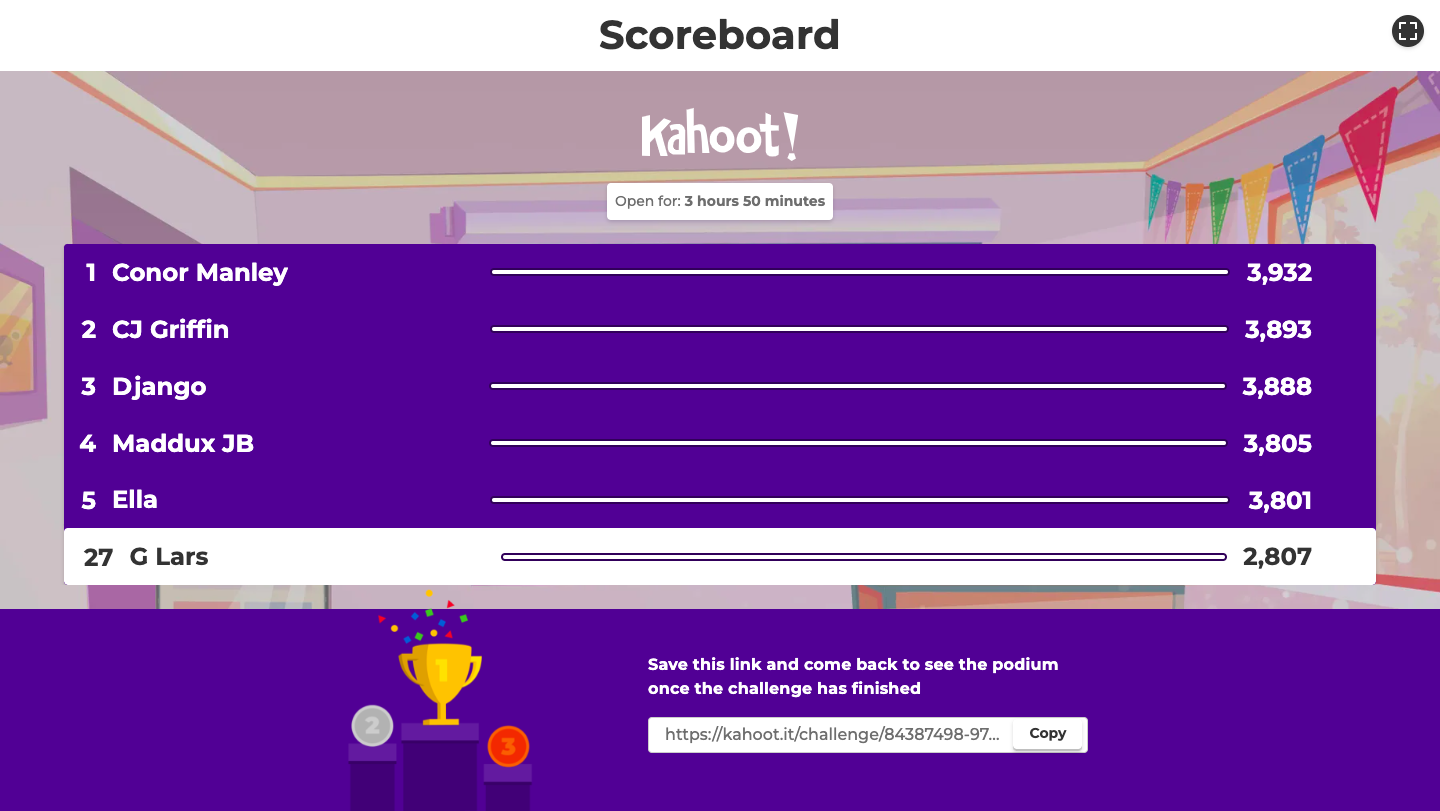 Scoreboard
Kahoot!
Open for: 3 hours 50 minutes
1 Conor Manley 3,932
2 CJ Griffin 3,893
3 Django 3,888
4 Maddux JB 3,805
5 Ella 3,801
27 G Lars 2,807
1
2
3
Save this link and come back to see the podium
once the challenge has finished
https://kahoot.it/challenge/84387498-97... Copy